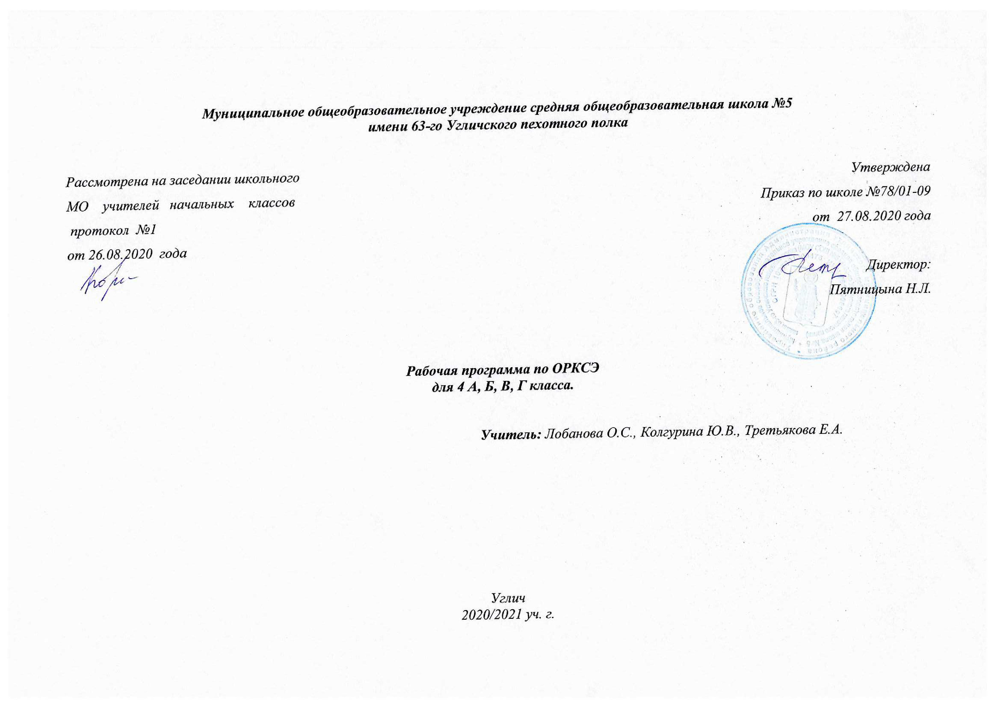 Муниципальное общеобразовательное учреждение средняя общеобразовательная школа №5
имени 63-го Угличского пехотного полка
Рассмотрена на заседании школьного
МО учителей начальных классов
протокол №1
от 26.08.2020 года
Утверждена
Приказ по школе №78/01-09
от 27.08.2020 года
Директор:
Пятницына Н.Л.
Рабочая программа по ОРКСЭ
для 4 А, Б, В, Г класса.
Учитель: Лобанова О.С., Колгурина Ю.В., Третьякова Е.А.
Углич
2020/2021 уч. г.